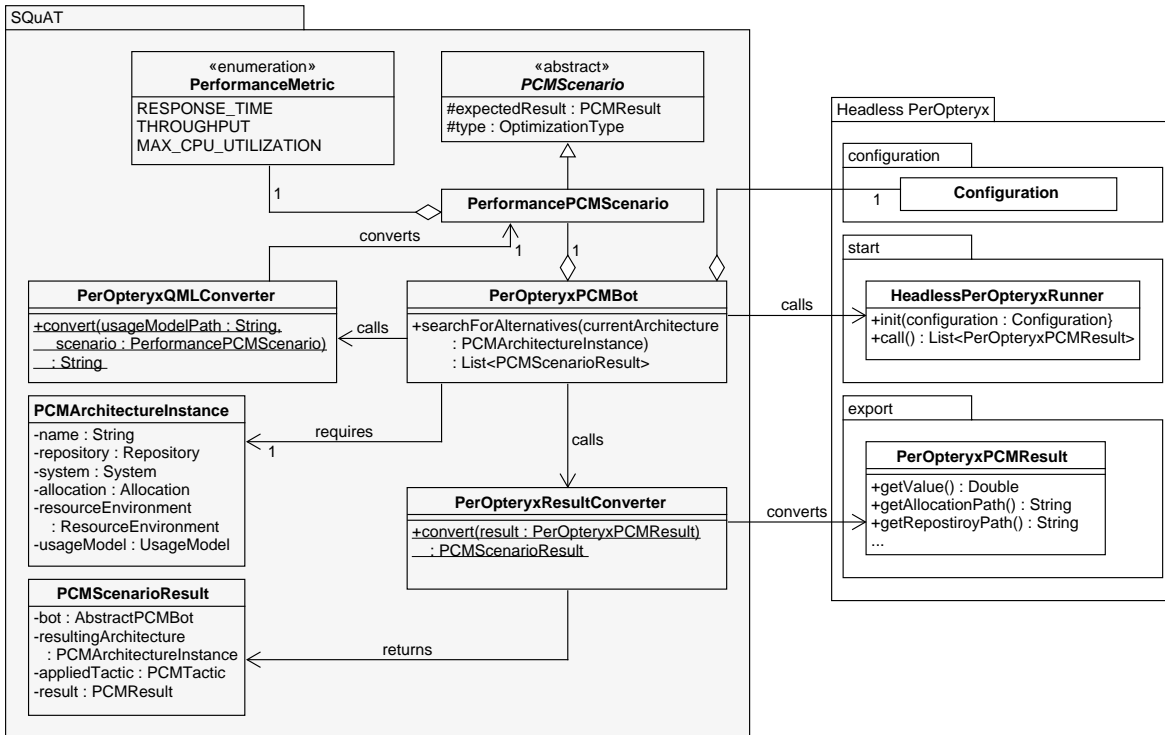 SQuAT
«enumeration»
PerformanceMetric
RESPONSE_TIME
THROUGHPUT
MAX_CPU_UTILIZATION
«abstract»
PCMScenario
#expectedResult : PCMResult
#type : OptimizationType
1
PerformancePCMScenario
converts
1
1
PerOpteryxQMLConverter
+convert(usageModelPath : String,
scenario : PerformancePCMScenario)
: String
calls
PerOpteryxPCMBot
+searchForAlternatives(currentArchitecture
: PCMArchitectureInstance)
: List<PCMScenarioResult>
calls
PCMArchitectureInstance
-name : String
-repository : Repository
-system : System
-allocation : Allocation
-resourceEnvironment
: ResourceEnvironment
-usageModel : UsageModel
requires
1
calls
PerOpteryxResultConverter
+convert(result : PerOpteryxPCMResult)
: PCMScenarioResult
converts
PCMScenarioResult
-bot : AbstractPCMBot
-resultingArchitecture
: PCMArchitectureInstance
-appliedTactic : PCMTactic
-result : PCMResult
returns
Headless PerOpteryx
configuration
Configuration
1
start
HeadlessPerOpteryxRunner
+init(configuration : Configuration}
+call() : List<PerOpteryxPCMResult>
export
PerOpteryxPCMResult
+getValue() : Double
+getAllocationPath() : String
+getRepostiroyPath() : String
...